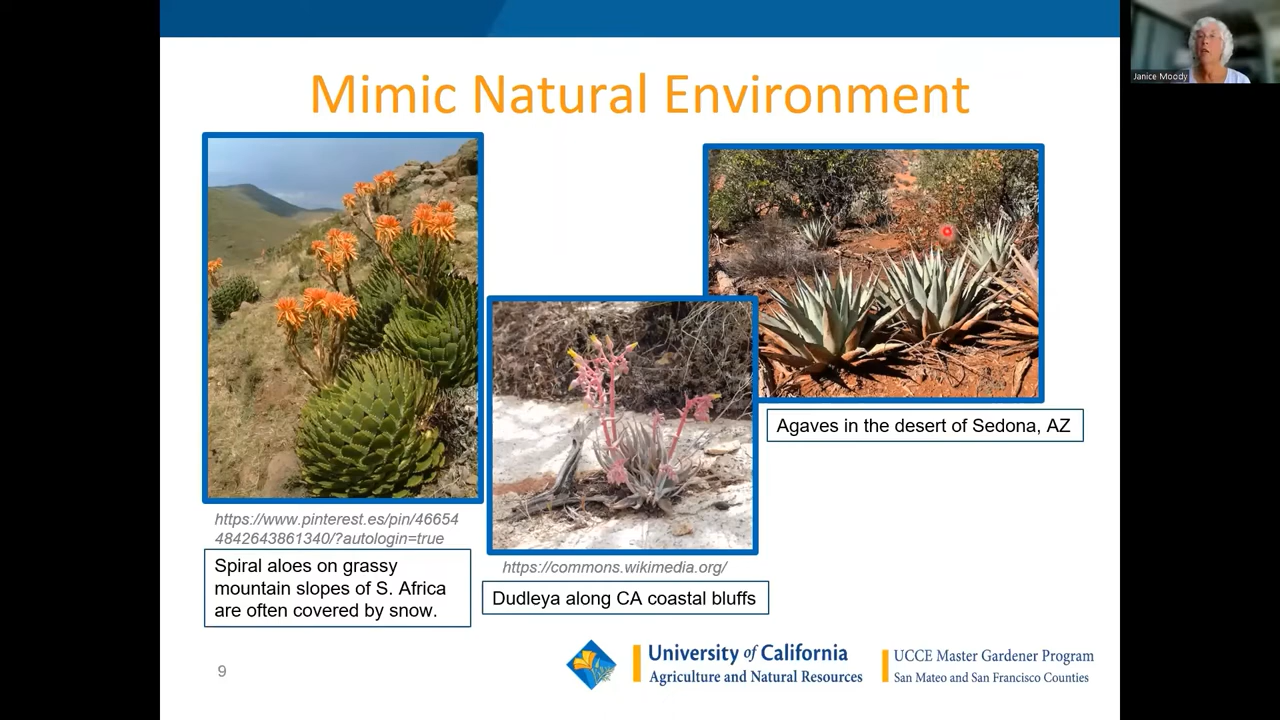 Mimic Natural Environment
Janice Moody
https://www.pinterest.es/pin/46654
4842643861340/?autologin=true
Spiral aloes on grassy
mountain slopes of S. Africa
are often covered by snow.
https://commons.wikimedia.org/
Dudleya along CA coastal bluffs
Agaves in the desert of Sedona, AZ
9
University of California
Agriculture and Natural Resources
UCCE Master Gardener Program
San Mateo and San Francisco Counties